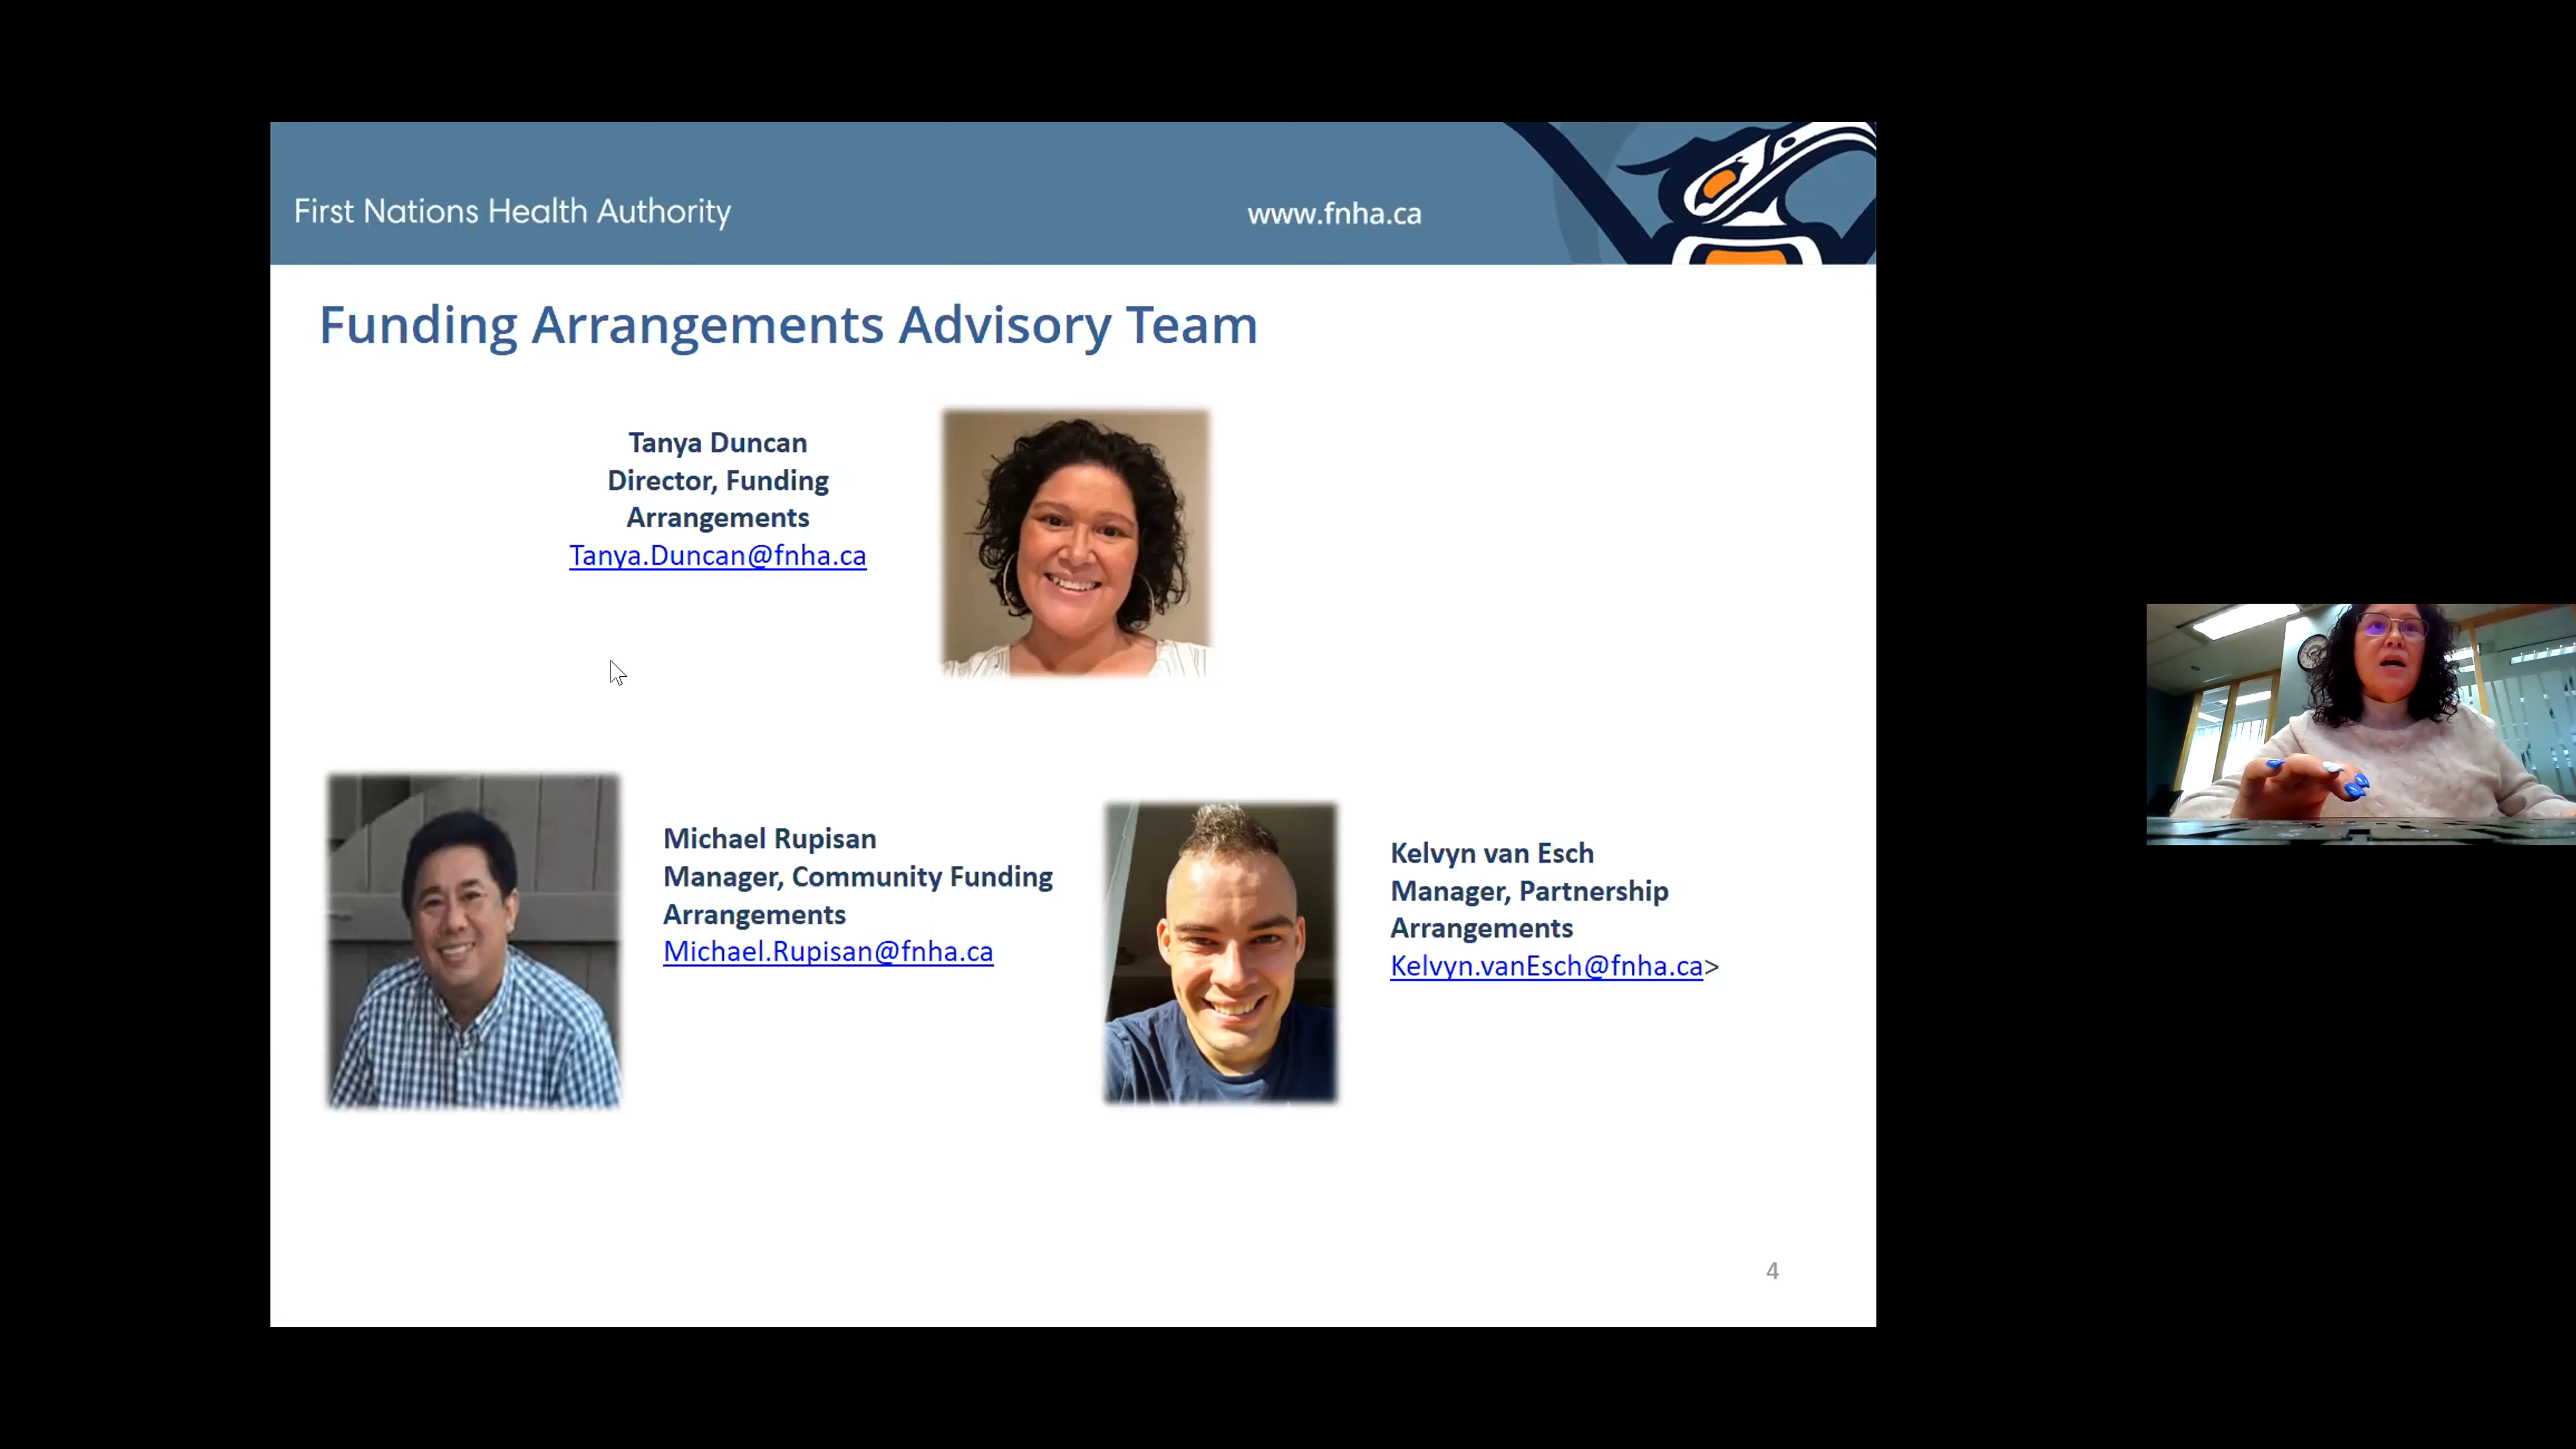 First Nations Health Authority
www.fnha.ca
Funding Arrangements Advisory Team
Tanya Duncan
Director, Funding
Arrangements
Tanya.Duncan@fnha.ca
Michael Rupisan
Manager, Community Funding
Arrangements
Michael.Rupisan@fnha.ca
Kelvyn van Esch
Manager, Partnership
Arrangements
Kelvyn.vanEsch@fnha.ca>
4